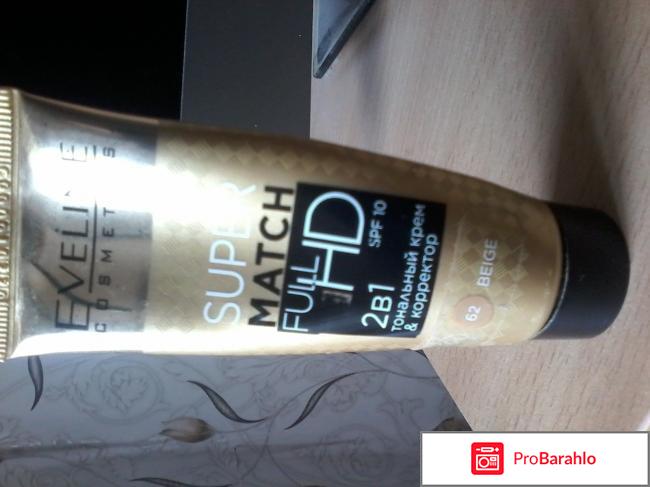 EVELINE
COSMETICS
SUPER
MATCH
FULL
HD
SPF 10
2в1
тональный крем
& корректор
62
BEIGE
ProBarahlo